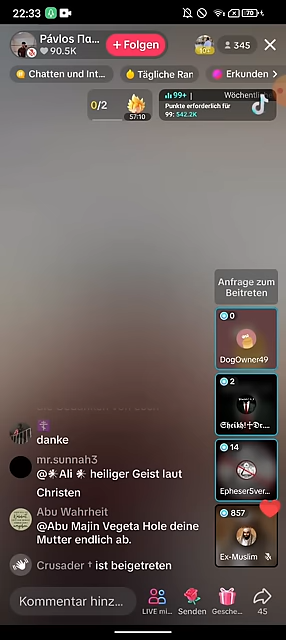 22:33
70
Pávlos Πα...
90.5K
+ Folgen
345
Chatten und Int...
Tägliche Ran
Erkunden
0/2
57:10
99+ |
Wöchentli
Punkte erforderlich für
99: 542.2K
Anfrage zum
Beitreten
0
DogOwner49
2
𝕾𝖍𝖊𝖎𝖐𝖍!☥𝕯𝖗...
14
EpheserSver...
857
Ex-Muslim
danke
mr.sunnah3
@☀Ali ☀ heiliger Geist laut
Christen
Abu Wahrheit
@Abu Majin Vegeta Hole deine
Mutter endlich ab.
Crusader † ist beigetreten
Kommentar hinz...
LIVE mi...
Senden
Gesche...
45